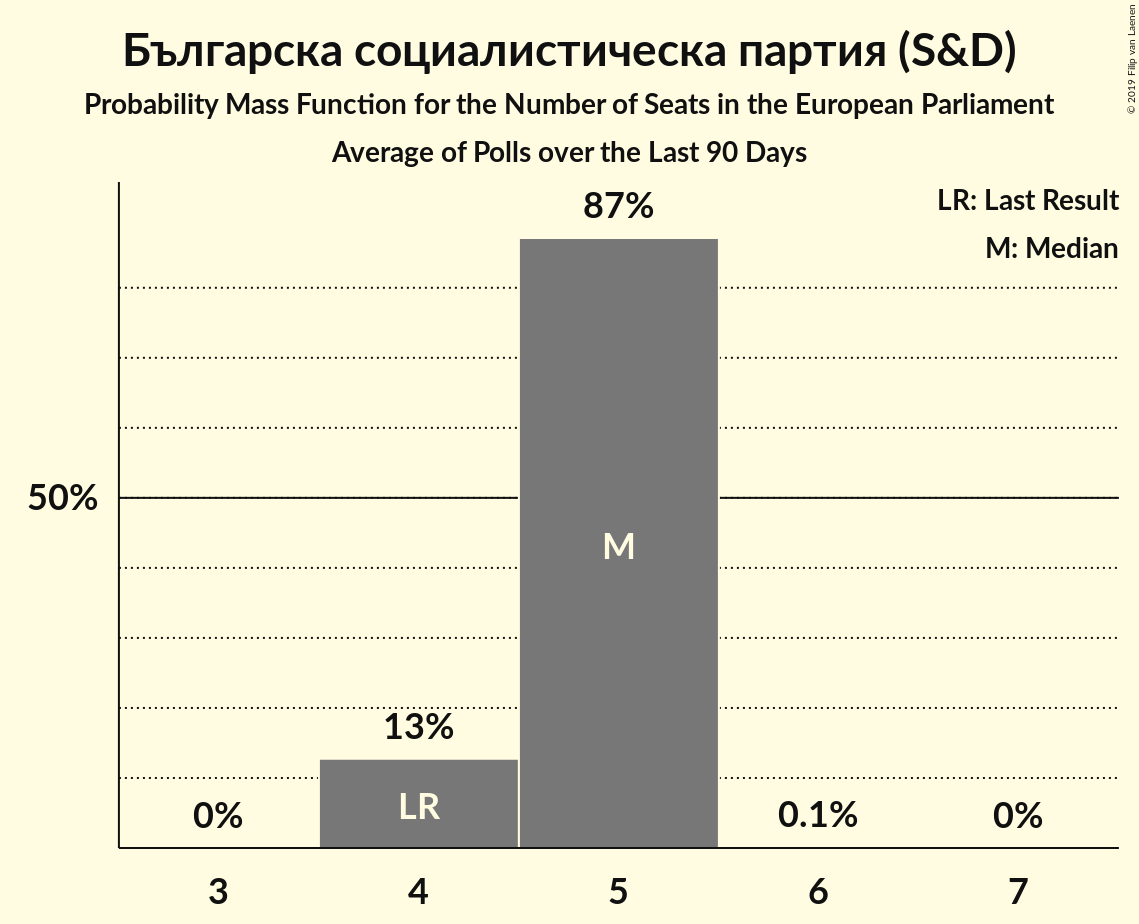 Българска социалистическа партия (S&D)
Probability Mass Function for the Number of Seats in the European Parliament
Average of Polls over the Last 90 Days
© 2019 Filip van Laenen
LR: Last Result
M: Median
87%
50%
M
13%
LR
0%
0.1%
0%
3 4 5 6 7